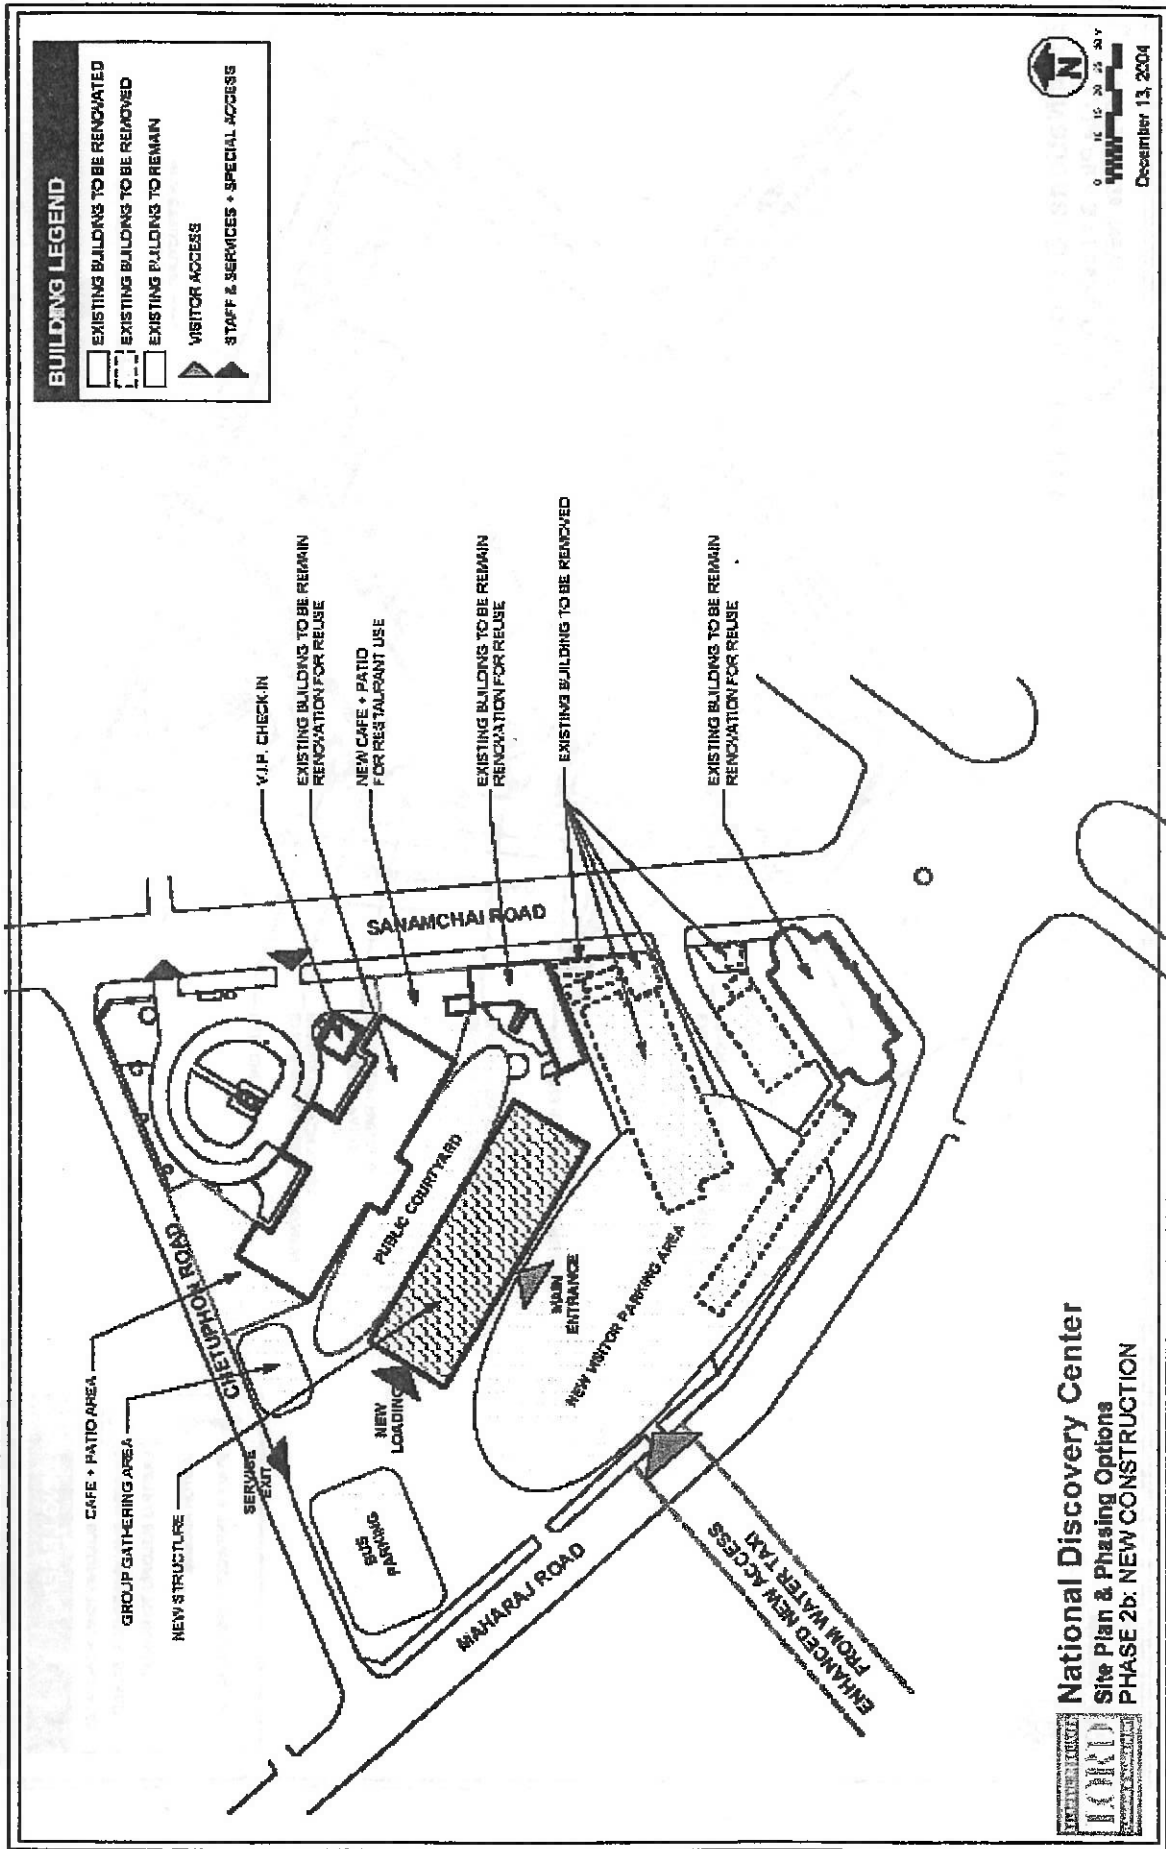 BUILDING LEGEND
EXISTING BUILDING TO BE RENOVATED
EXISTING BUILDING TO BE REMOVED
EXISTING BUILDING TO REMAIN
VISITOR ACCESS
STAFF & SERVICES + SPECIAL ACCESS
CAFE + PATIO AREA
GROUP GATHERING AREA
NEW STRUCTURE
SERVICE
EXIT
CHETUPHON ROAD
BUS
PARKING
NEW
LOADING
PUBLIC COURTYARD
MAIN
ENTRANCE
NEW VISITOR PARKING AREA
MAHARAJ ROAD
ENHANCED NEW ACCESS
FROM WATER TAXI
SANAMCHAI ROAD
V.I.P. CHECK-IN
EXISTING BUILDING TO BE REMAIN
RENOVATION FOR REUSE
NEW CAFE + PATIO
FOR RESTAURANT USE
EXISTING BUILDING TO BE REMAIN
RENOVATION FOR REUSE
EXISTING BUILDING TO BE REMOVED
EXISTING BUILDING TO BE REMAIN
RENOVATION FOR REUSE
LORD
National Discovery Center
Site Plan & Phasing Options
PHASE 2b: NEW CONSTRUCTION
N
December 13, 2004